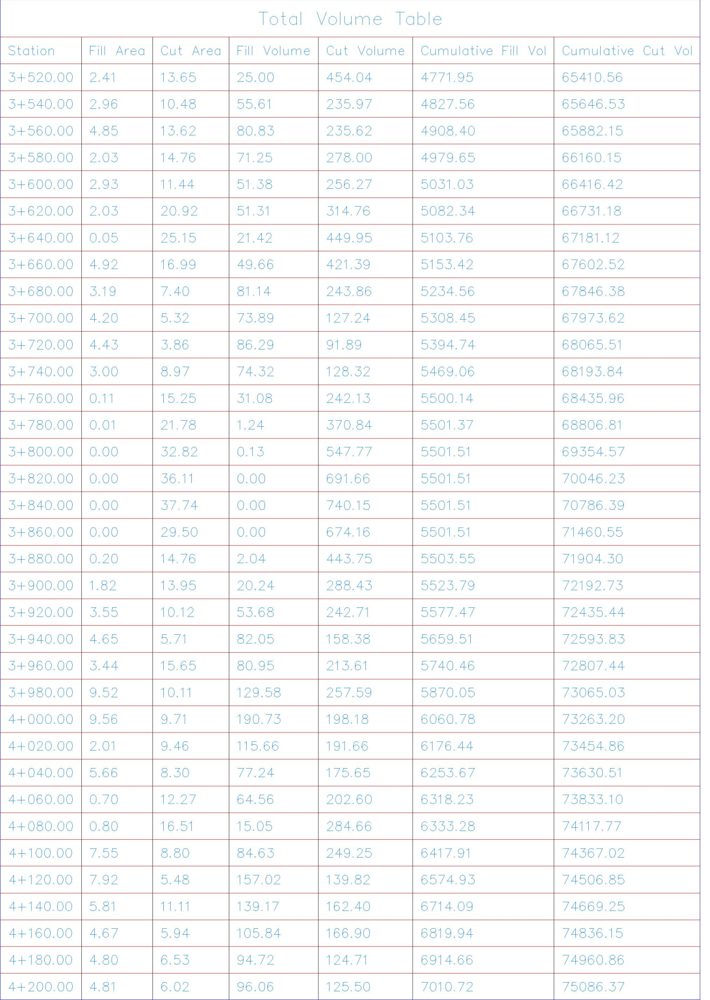 Total Volume Table
Station Fill Area Cut Area Fill Volume Cut Volume Cumulative Fill Vol Cumulative Cut Vol
3+520.00 2.41 13.65 25.00 454.04 4771.95 65410.56
3+540.00 2.96 10.48 55.61 235.97 4827.56 65646.53
3+560.00 4.85 13.62 80.83 235.62 4908.40 65882.15
3+580.00 2.03 14.76 71.25 278.00 4979.65 66160.15
3+600.00 2.93 11.44 51.38 256.27 5031.03 66416.42
3+620.00 2.03 20.92 51.31 314.76 5082.34 66731.18
3+640.00 0.05 25.15 21.42 449.95 5103.76 67181.12
3+660.00 4.92 16.99 49.66 421.39 5153.42 67602.52
3+680.00 3.19 7.40 81.14 243.86 5234.56 67846.38
3+700.00 4.20 5.32 73.89 127.24 5308.45 67973.62
3+720.00 4.43 3.86 86.29 91.89 5394.74 68065.51
3+740.00 3.00 8.97 74.32 128.32 5469.06 68193.84
3+760.00 0.11 15.25 31.08 242.13 5500.14 68435.96
3+780.00 0.01 21.78 1.24 370.84 5501.37 68806.81
3+800.00 0.00 32.82 0.13 547.77 5501.51 69354.57
3+820.00 0.00 36.11 0.00 691.66 5501.51 70046.23
3+840.00 0.00 37.74 0.00 740.15 5501.51 70786.39
3+860.00 0.00 29.50 0.00 674.16 5501.51 71460.55
3+880.00 0.20 14.76 2.04 443.75 5503.55 71904.30
3+900.00 1.82 13.95 20.24 288.43 5523.79 72192.73
3+920.00 3.55 10.12 53.68 242.71 5577.47 72435.44
3+940.00 4.65 5.71 82.05 158.38 5659.51 72593.83
3+960.00 3.44 15.65 80.95 213.61 5740.46 72807.44
3+980.00 9.52 10.11 129.58 257.59 5870.05 73065.03
4+000.00 9.56 9.71 190.73 198.18 6060.78 73263.20
4+020.00 2.01 9.46 115.66 191.66 6176.44 73454.86
4+040.00 5.66 8.30 77.24 175.65 6253.67 73630.51
4+060.00 0.70 12.27 64.56 202.60 6318.23 73833.10
4+080.00 0.80 16.51 15.05 284.66 6333.28 74117.77
4+100.00 7.55 8.80 84.63 249.25 6417.91 74367.02
4+120.00 7.92 5.48 157.02 139.82 6574.93 74506.85
4+140.00 5.81 11.11 139.17 162.40 6714.09 74669.25
4+160.00 4.67 5.94 105.84 166.90 6819.94 74836.15
4+180.00 4.80 6.53 94.72 124.71 6914.66 74960.86
4+200.00 4.81 6.02 96.06 125.50 7010.72 75086.37